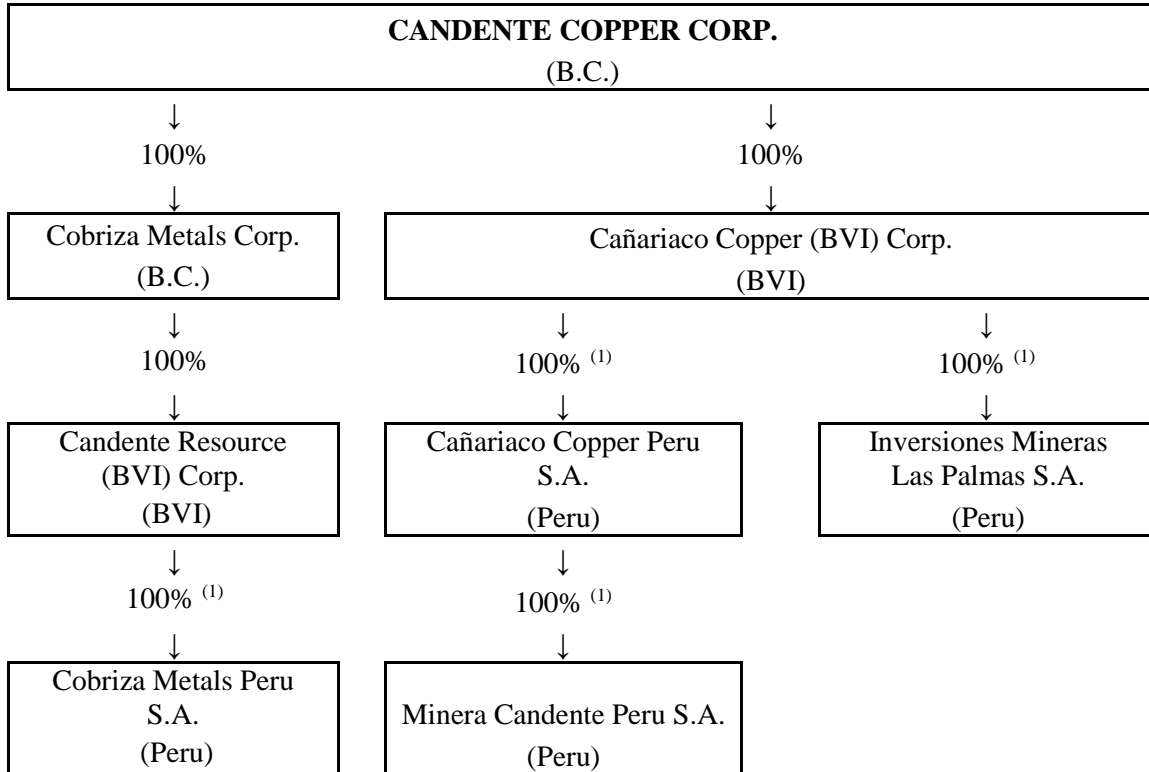 CANDENTE COPPER CORP.
(B.C.)
↓ ↓
100% 100%
↓ ↓
Cobriza Metals Corp.
(B.C.)
Cañariaco Copper (BVI) Corp.
(BVI)
↓ ↓ ↓
100% 100% (1) 100% (1)
↓ ↓ ↓
Candente Resource
(BVI) Corp.
(BVI)
Cañariaco Copper Peru
S.A.
(Peru)
Inversiones Mineras
Las Palmas S.A.
(Peru)
↓ ↓
100% (1) 100% (1)
↓ ↓
Cobriza Metals Peru
S.A.
(Peru)
Minera Candente Peru S.A.
(Peru)